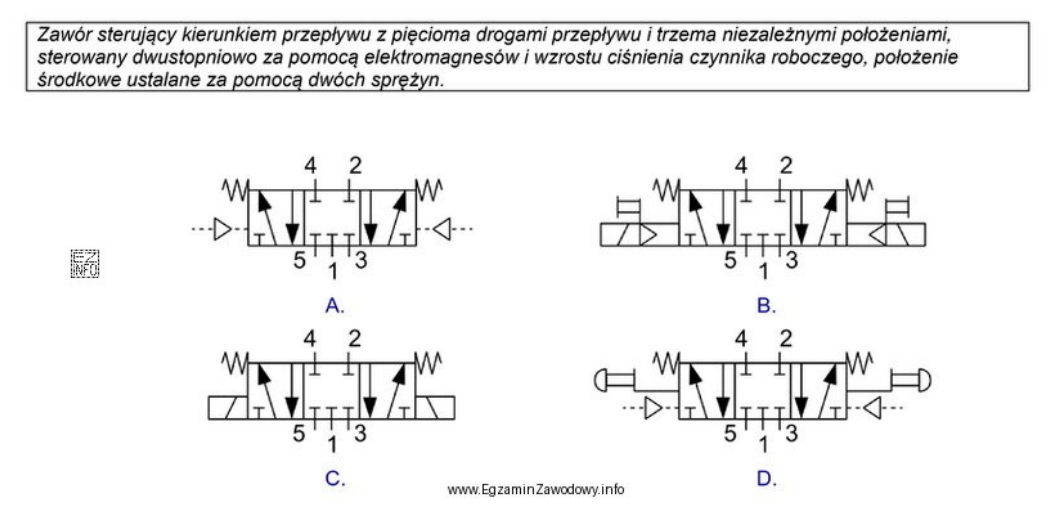 Zawór sterujący kierunkiem przepływu z pięcioma drogami przepływu i trzema niezależnymi położeniami,
sterowany dwustopniowo za pomocą elektromagnesów i wzrostu ciśnienia czynnika roboczego, położenie
środkowe ustalane za pomocą dwóch sprężyn.
4 2
5 1 3
A.
4 2
5 1 3
B.
EZ
INFO
4 2
5 1 3
C.
4 2
5 1 3
D.
www.EgzaminZawodowy.info